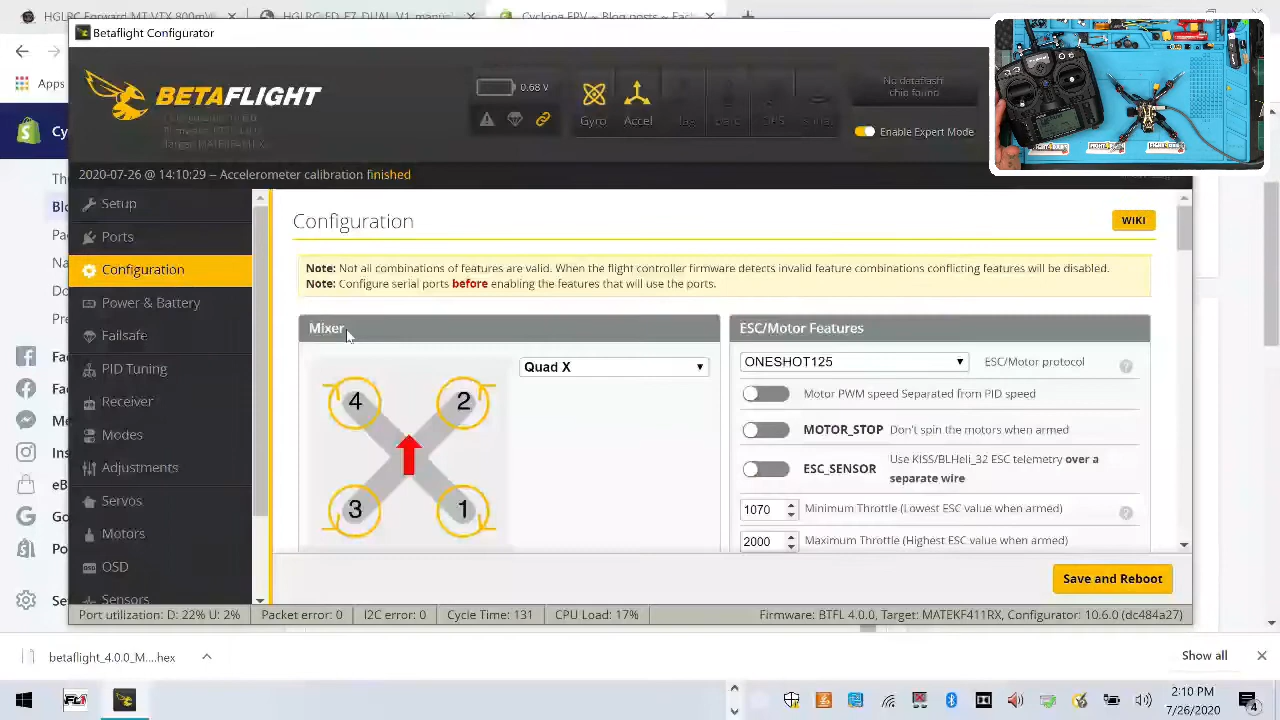 Betaflight Configurator
Apps
BETAFLIGHT
0.68 V
Gyro
Accel
No dataflash
chip found
Enable Expert Mode
2020-07-26 @ 14:10:29 -- Accelerometer calibration finished
Setup
Ports
Configuration
Power & Battery
Failsafe
PID Tuning
Receiver
Modes
Adjustments
Servos
Motors
OSD
Sensors
Configuration
WIKI
Note: Not all combinations of features are valid. When the flight controller firmware detects invalid feature combinations conflicting features will be disabled.
Note: Configure serial ports before enabling the features that will use the ports.
Mixer
Quad X
4
2
3
1
ESC/Motor Features
ONESHOT125
ESC/Motor protocol
?
Motor PWM speed Separated from PID speed
MOTOR_STOP Don't spin the motors when armed
ESC_SENSOR Use KISS/BLHeli_32 ESC telemetry over a
separate wire
1070 Minimum Throttle (Lowest ESC value when armed)
?
2000 Maximum Throttle (Highest ESC value when armed)
Save and Reboot
Port utilization: D: 22% U: 2%
Packet error: 0
I2C error: 0
Cycle Time: 131
CPU Load: 17%
Firmware: BTFL 4.0.0, Target: MATEKF411RX, Configurator: 10.6.0 (dc484a27)
betaflight_4.0.0_M....hex
Show all
2:10 PM
7/26/2020
4